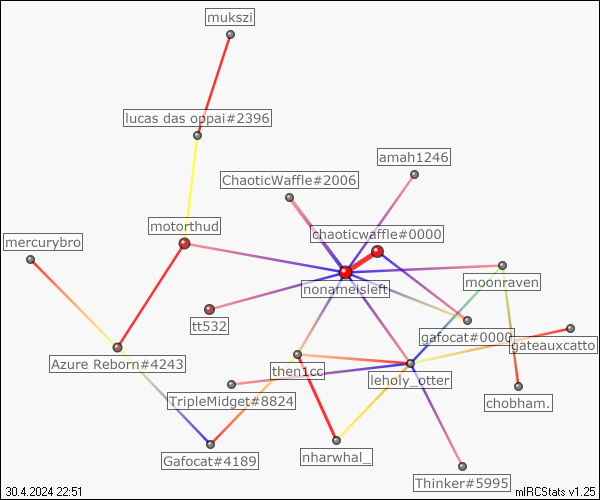 mukszi
lucas das oppai#2396
amah1246
ChaoticWaffle#2006
motorthud
chaoticwaffle#0000
mercurybro
nonameisleft
moonraven
tt532
gafocat#0000
gateauxcatto
Azure Reborn#4243
then1cc
leholy_otter
TripleMidget#8824
chobham.
Gafocat#4189
nharwhal_
Thinker#5995
30.4.2024 22:51
mIRCStats v1.25